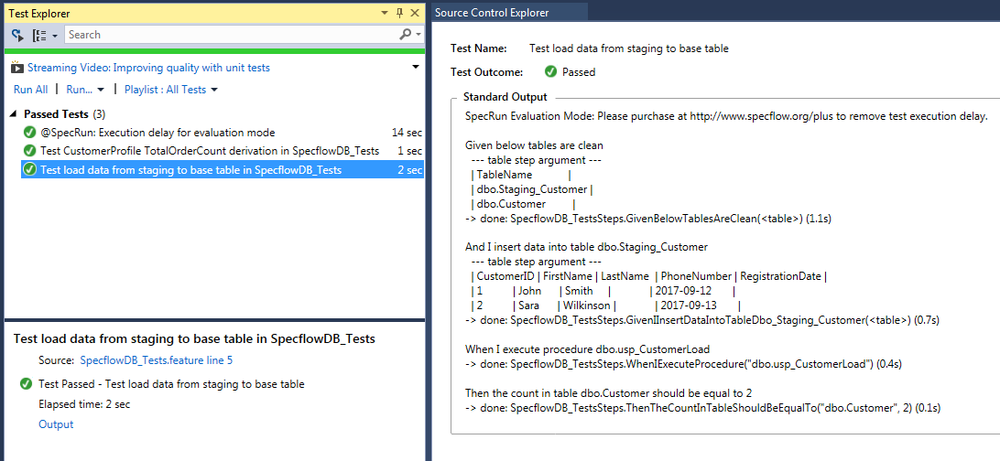 Test Explorer
Search
Streaming Video: Improving quality with unit tests
Run All | Run... | Playlist : All Tests
Passed Tests (3)
@SpecRun: Execution delay for evaluation mode 14 sec
Test CustomerProfile TotalOrderCount derivation in SpecflowDB_Tests 1 sec
Test load data from staging to base table in SpecflowDB_Tests 2 sec
Test load data from staging to base table in SpecflowDB_Tests
Source: SpecflowDB_Tests.feature line 5
Test Passed - Test load data from staging to base table
Elapsed time: 2 sec
Output
Source Control Explorer
Test Name: Test load data from staging to base table
Test Outcome: Passed
Standard Output
SpecRun Evaluation Mode: Please purchase at http://www.specflow.org/plus to remove test execution delay.
Given below tables are clean
--- table step argument ---
| TableName |
| dbo.Staging_Customer |
| dbo.Customer |
-> done: SpecflowDB_TestsSteps.GivenBelowTablesAreClean(<table>) (1.1s)
And I insert data into table dbo.Staging_Customer
--- table step argument ---
| CustomerID | FirstName | LastName | PhoneNumber | RegistrationDate |
| 1 | John | Smith | | 2017-09-12 |
| 2 | Sara | Wilkinson | | 2017-09-13 |
-> done: SpecflowDB_TestsSteps.GivenIInsertDataIntoTableDbo_Staging_Customer(<table>) (0.7s)
When I execute procedure dbo.usp_CustomerLoad
-> done: SpecflowDB_TestsSteps.WhenIExecuteProcedure("dbo.usp_CustomerLoad") (0.4s)
Then the count in table dbo.Customer should be equal to 2
-> done: SpecflowDB_TestsSteps.ThenTheCountInTableShouldBeEqualTo("dbo.Customer", 2) (0.1s)